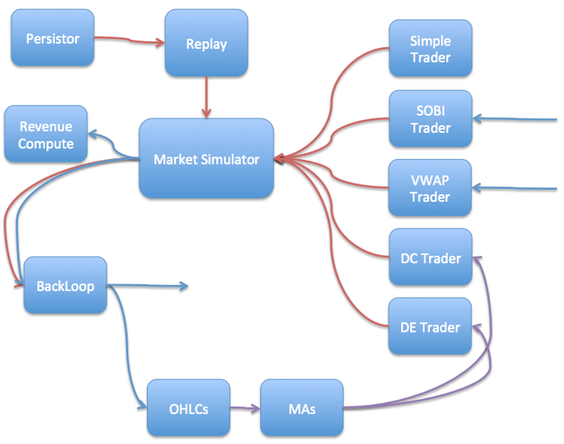 Persistor
Replay
Simple
Trader
Revenue
Compute
Market Simulator
SOBI
Trader
VWAP
Trader
DC Trader
BackLoop
DE Trader
OHLCs
MAs